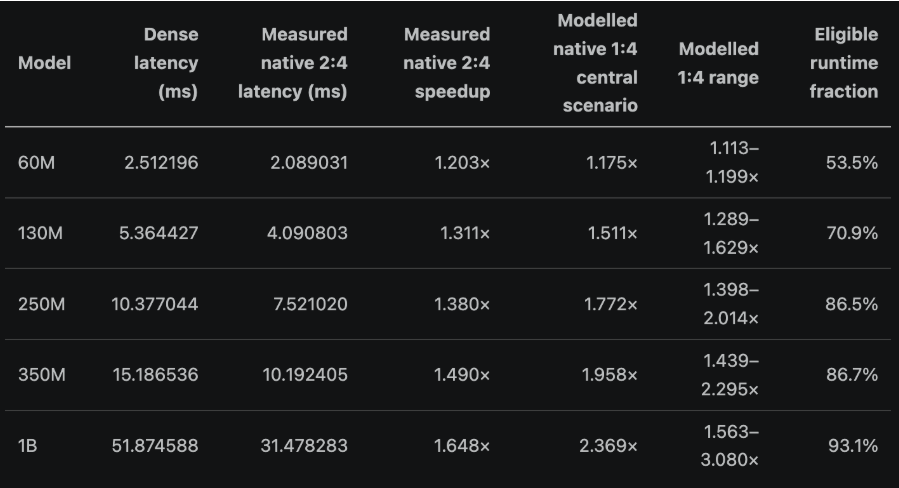 Model Dense latency (ms) Measured native 2:4 latency (ms) Measured native 2:4 speedup Modelled native 1:4 central scenario Modelled 1:4 range Eligible runtime fraction
60M 2.512196 2.089031 1.203× 1.175× 1.113–1.199× 53.5%
130M 5.364427 4.090803 1.311× 1.511× 1.289–1.629× 70.9%
250M 10.377044 7.521020 1.380× 1.772× 1.398–2.014× 86.5%
350M 15.186536 10.192405 1.490× 1.958× 1.439–2.295× 86.7%
1B 51.874588 31.478283 1.648× 2.369× 1.563–3.080× 93.1%